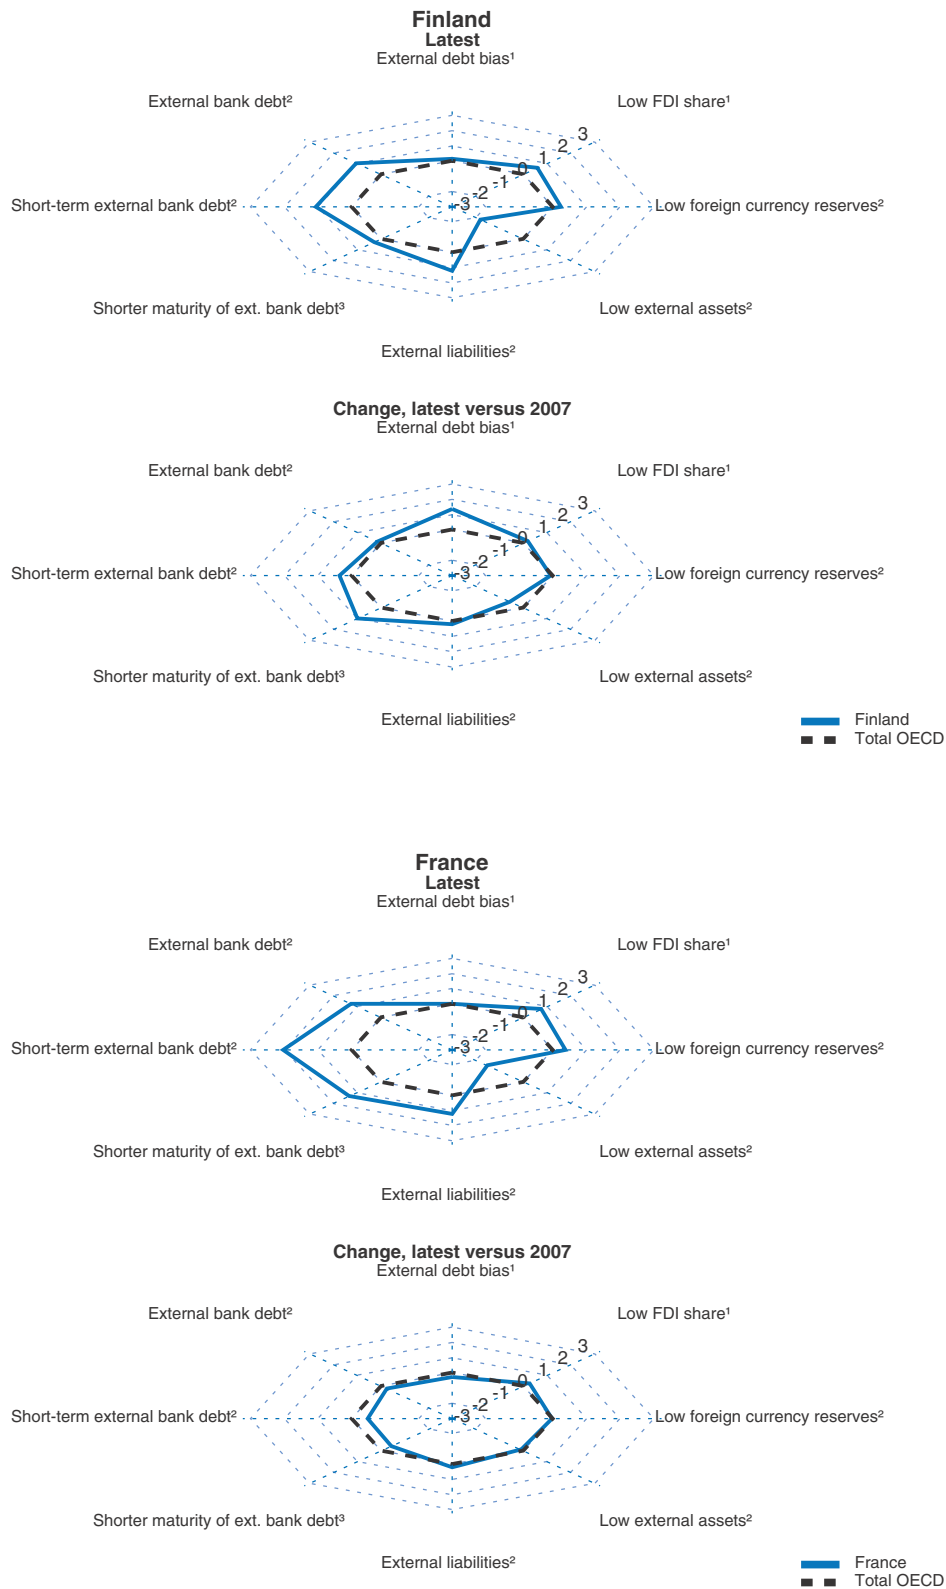 Finland
Latest
External debt bias¹
External bank debt²
Low FDI share¹
3
2
1
0
-1
-2
-3
Short-term external bank debt²
Low foreign currency reserves²
Shorter maturity of ext. bank debt³
Low external assets²
External liabilities²
Change, latest versus 2007
External debt bias¹
External bank debt²
Low FDI share¹
3
2
1
0
-1
-2
-3
Short-term external bank debt²
Low foreign currency reserves²
Shorter maturity of ext. bank debt³
Low external assets²
External liabilities²
Finland
Total OECD
France
Latest
External debt bias¹
External bank debt²
Low FDI share¹
3
2
1
0
-1
-2
-3
Short-term external bank debt²
Low foreign currency reserves²
Shorter maturity of ext. bank debt³
Low external assets²
External liabilities²
Change, latest versus 2007
External debt bias¹
External bank debt²
Low FDI share¹
3
2
1
0
-1
-2
-3
Short-term external bank debt²
Low foreign currency reserves²
Shorter maturity of ext. bank debt³
Low external assets²
External liabilities²
France
Total OECD